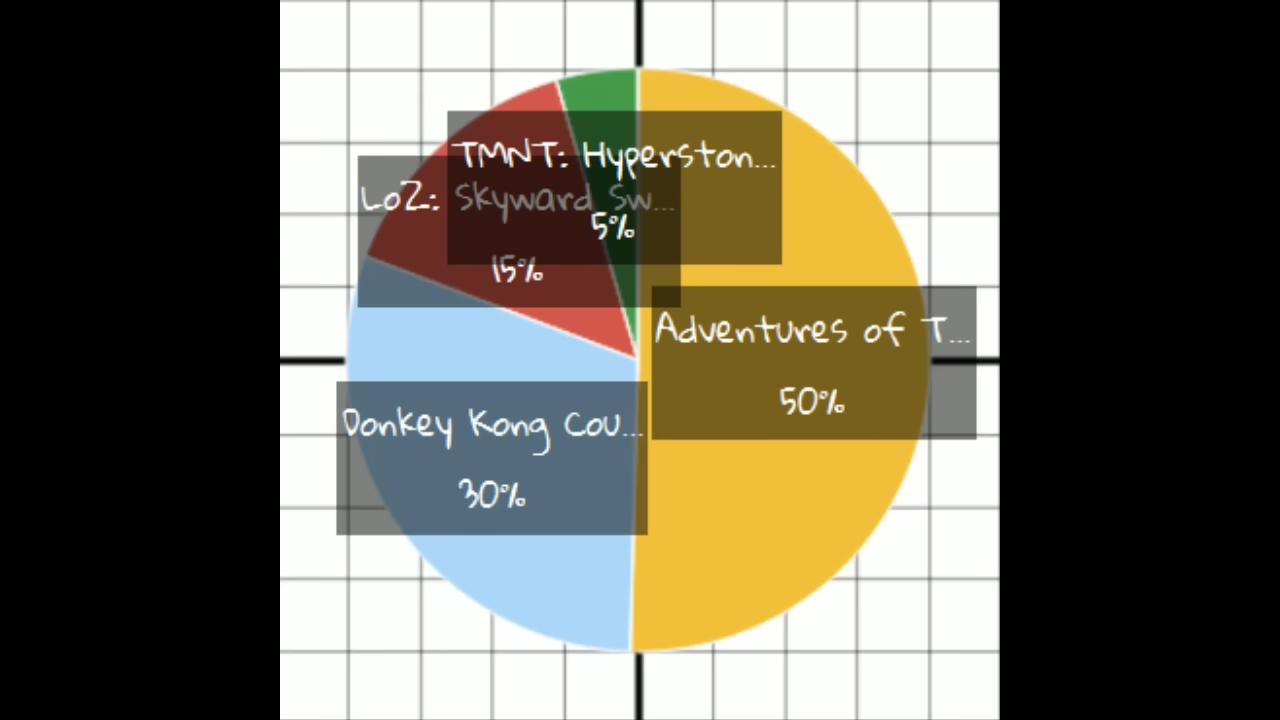 TMNT: Hyperston...
5%
LoZ: Skyward Sw...
15%
Adventures of T...
50%
Donkey Kong Cou...
30%